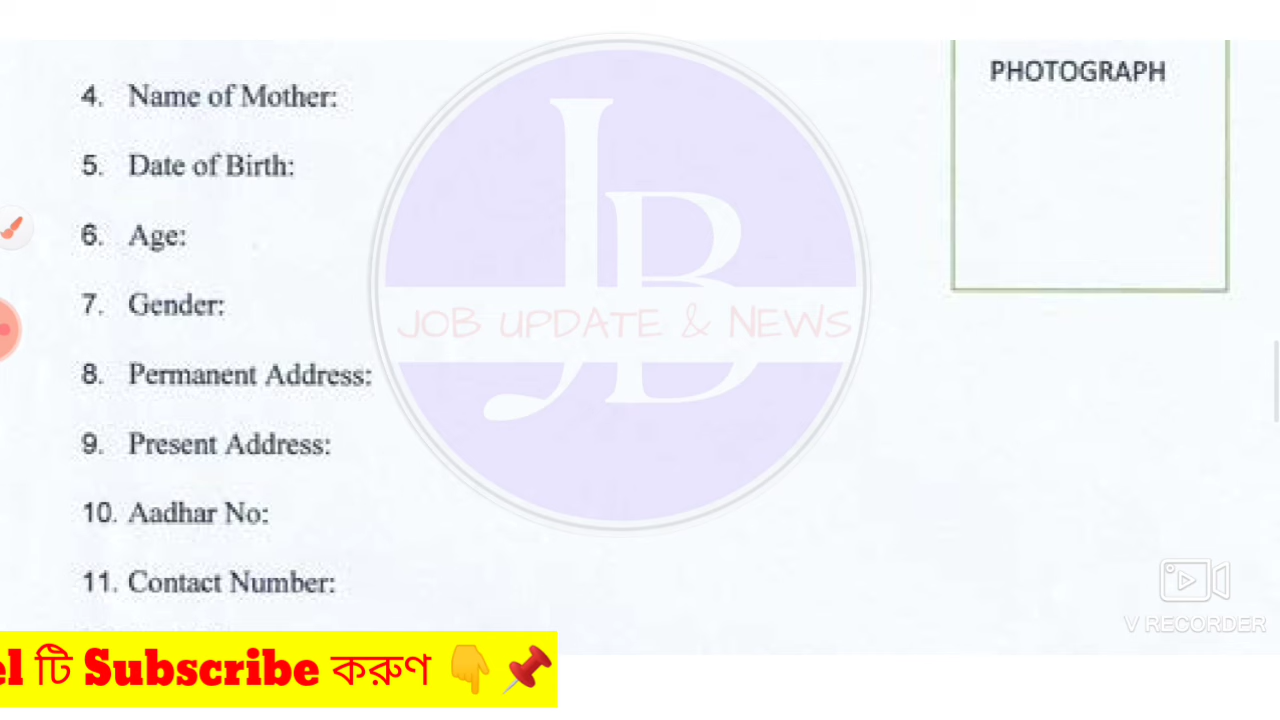 PHOTOGRAPH
4. Name of Mother:
5. Date of Birth:
6. Age:
7. Gender:
8. Permanent Address:
9. Present Address:
10. Aadhar No:
11. Contact Number:
JB
JOB UPDATE & NEWS
V RECORDER
el টি Subscribe করুণ 👇📌